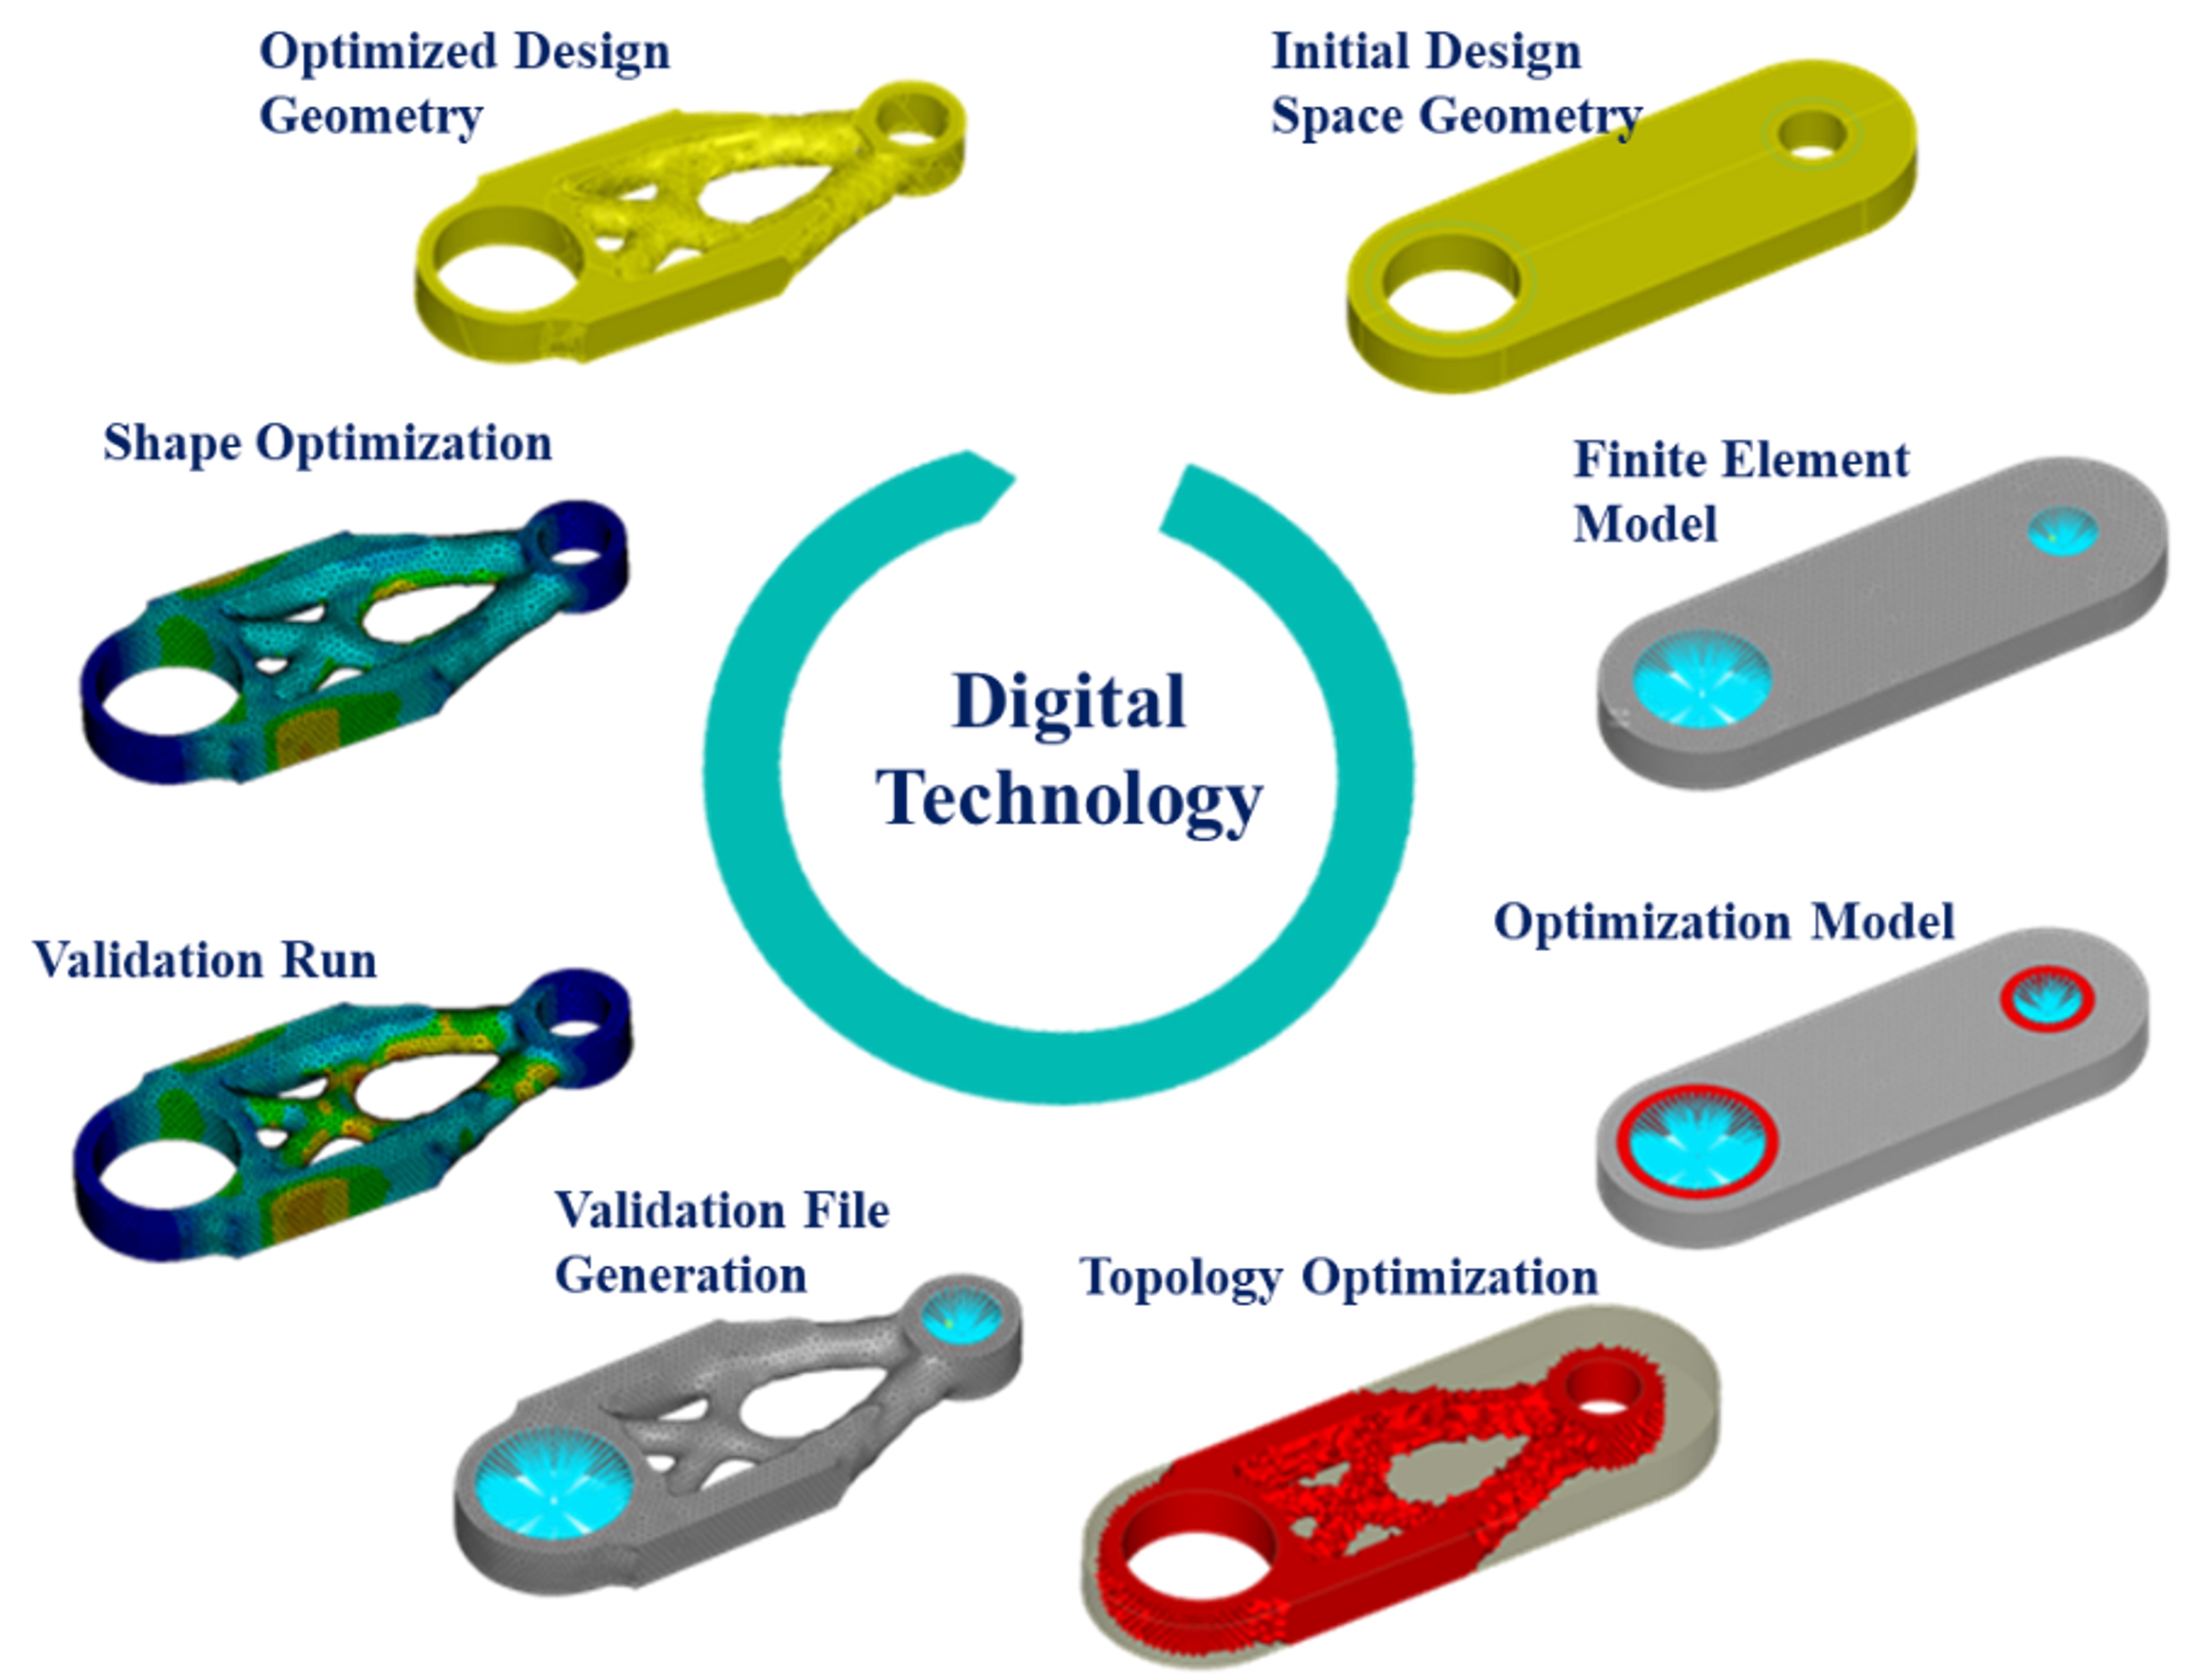 Optimized Design
Geometry
Initial Design
Space Geometry
Shape Optimization
Finite Element
Model
Digital
Technology
Optimization Model
Validation Run
Validation File
Generation
Topology Optimization